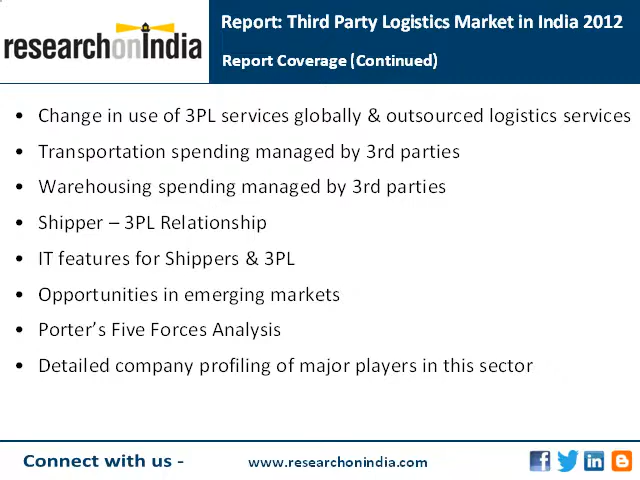 researchonIndia
Report: Third Party Logistics Market in India 2012
Report Coverage (Continued)
• Change in use of 3PL services globally & outsourced logistics services
• Transportation spending managed by 3rd parties
• Warehousing spending managed by 3rd parties
• Shipper – 3PL Relationship
• IT features for Shippers & 3PL
• Opportunities in emerging markets
• Porter’s Five Forces Analysis
• Detailed company profiling of major players in this sector
Connect with us - www.researchonindia.com